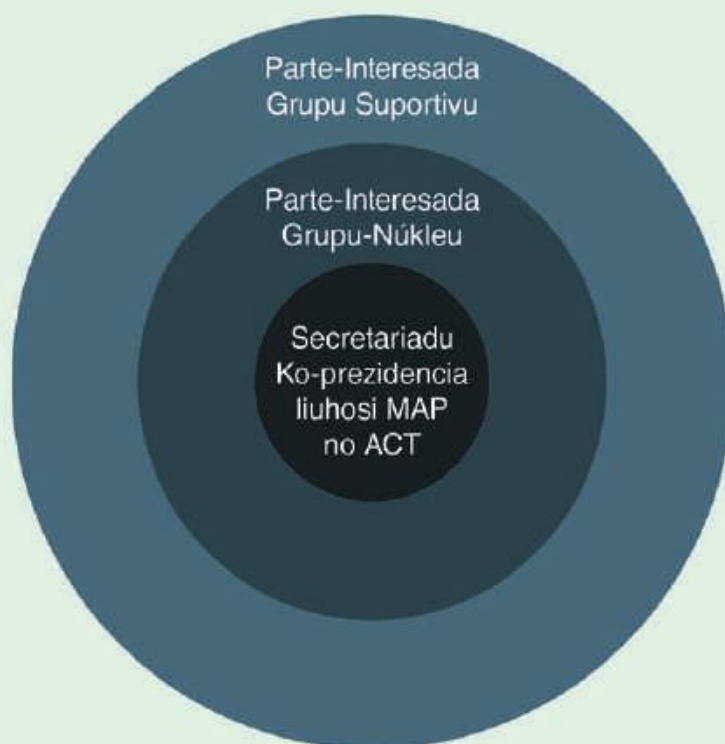 Parte-Interesada
Grupu Suportivu
Parte-Interesada
Grupu-Núkleu
Secretariadu
Ko-prezidencia
liuhosi MAP
no ACT